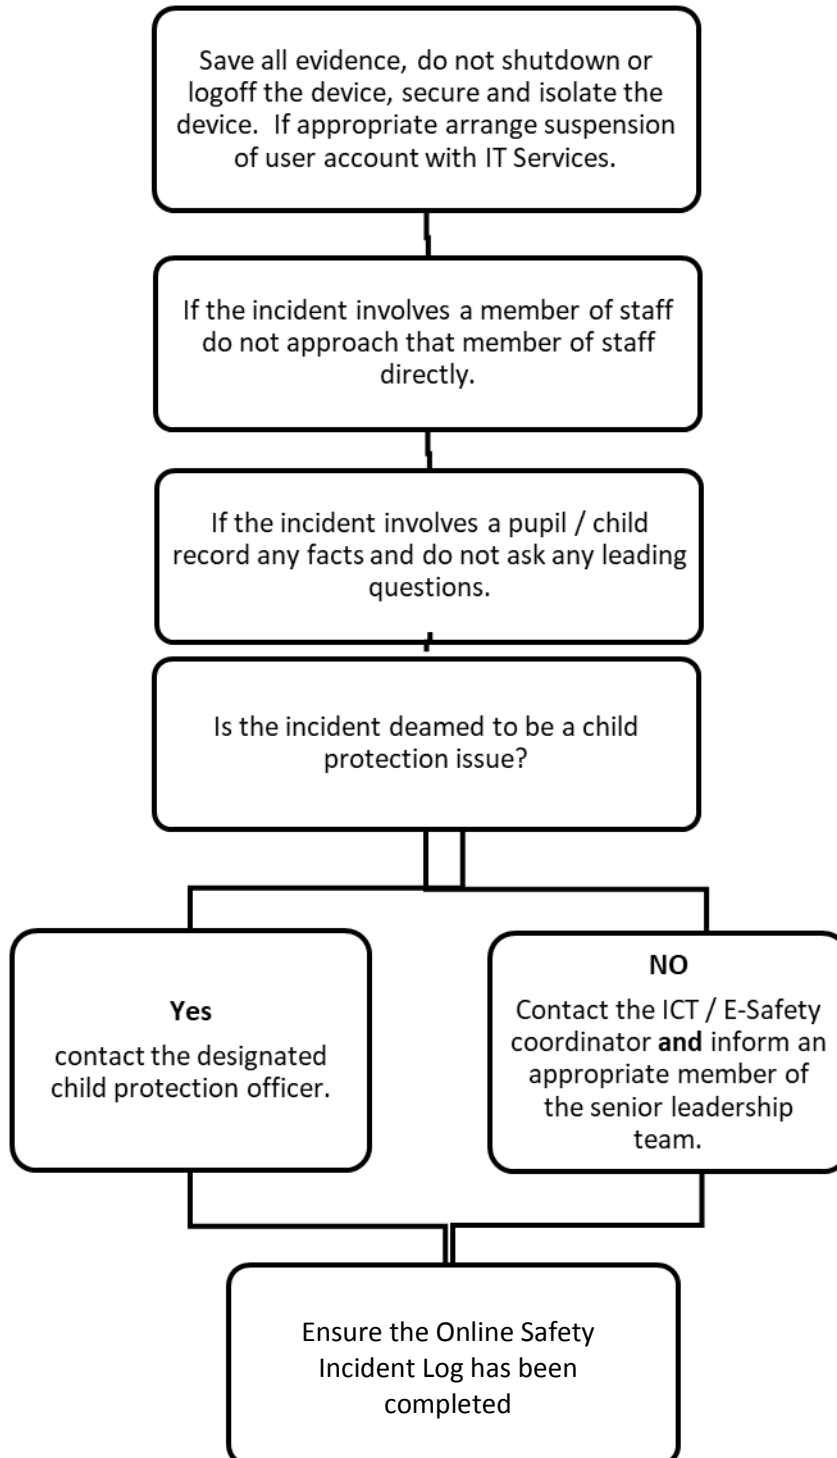 Save all evidence, do not shutdown or
logoff the device, secure and isolate the
device.  If appropriate arrange suspension
of user account with IT Services.
If the incident involves a member of staff
do not approach that member of staff
directly.
If the incident involves a pupil / child
record any facts and do not ask any leading
questions.
Is the incident deamed to be a child
protection issue?
Yes
contact the designated
child protection officer.
NO
Contact the ICT / E-Safety
coordinator and inform an
appropriate member of
the senior leadership
team.
Ensure the Online Safety
Incident Log has been
completed